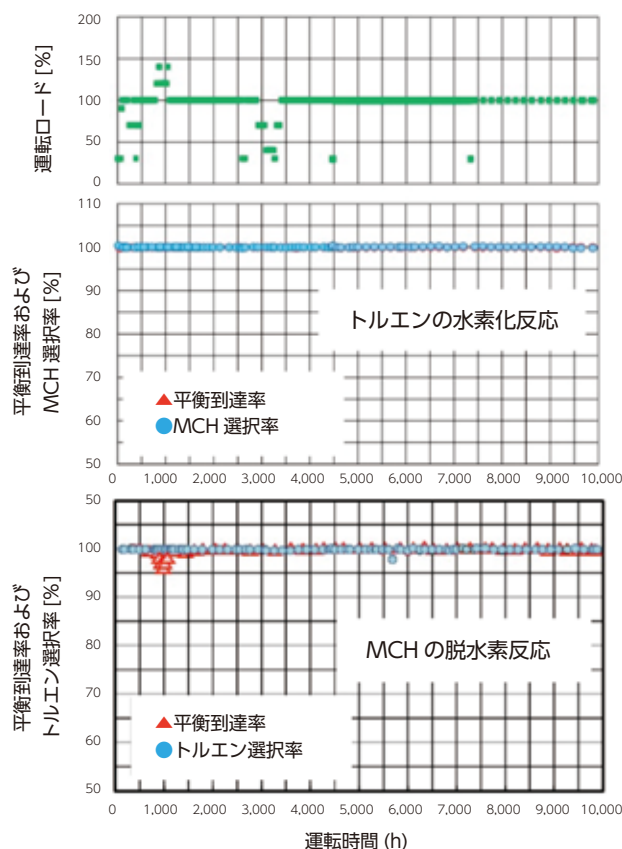 運転ロード [%]
200
150
100
50
0
平衡到達率および
MCH 選択率 [%]
110
100
90
80
70
60
50
トルエンの水素化反応
▲平衡到達率
●MCH 選択率
0 1,000 2,000 3,000 4,000 5,000 6,000 7,000 8,000 9,000 10,000
平衡到達率および
トルエン選択率 [%]
50
100
90
80
70
60
50
MCH の脱水素反応
▲平衡到達率
●トルエン選択率
0 1,000 2,000 3,000 4,000 5,000 6,000 7,000 8,000 9,000 10,000
運転時間 (h)